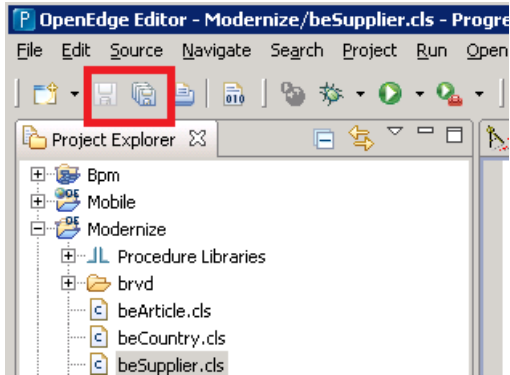 OpenEdge Editor - Modernize/beSupplier.cls - Progre
File Edit Source Navigate Search Project Run Open
010
Project Explorer
Bpm
Mobile
Modernize
Procedure Libraries
brvd
beArticle.cls
beCountry.cls
beSupplier.cls